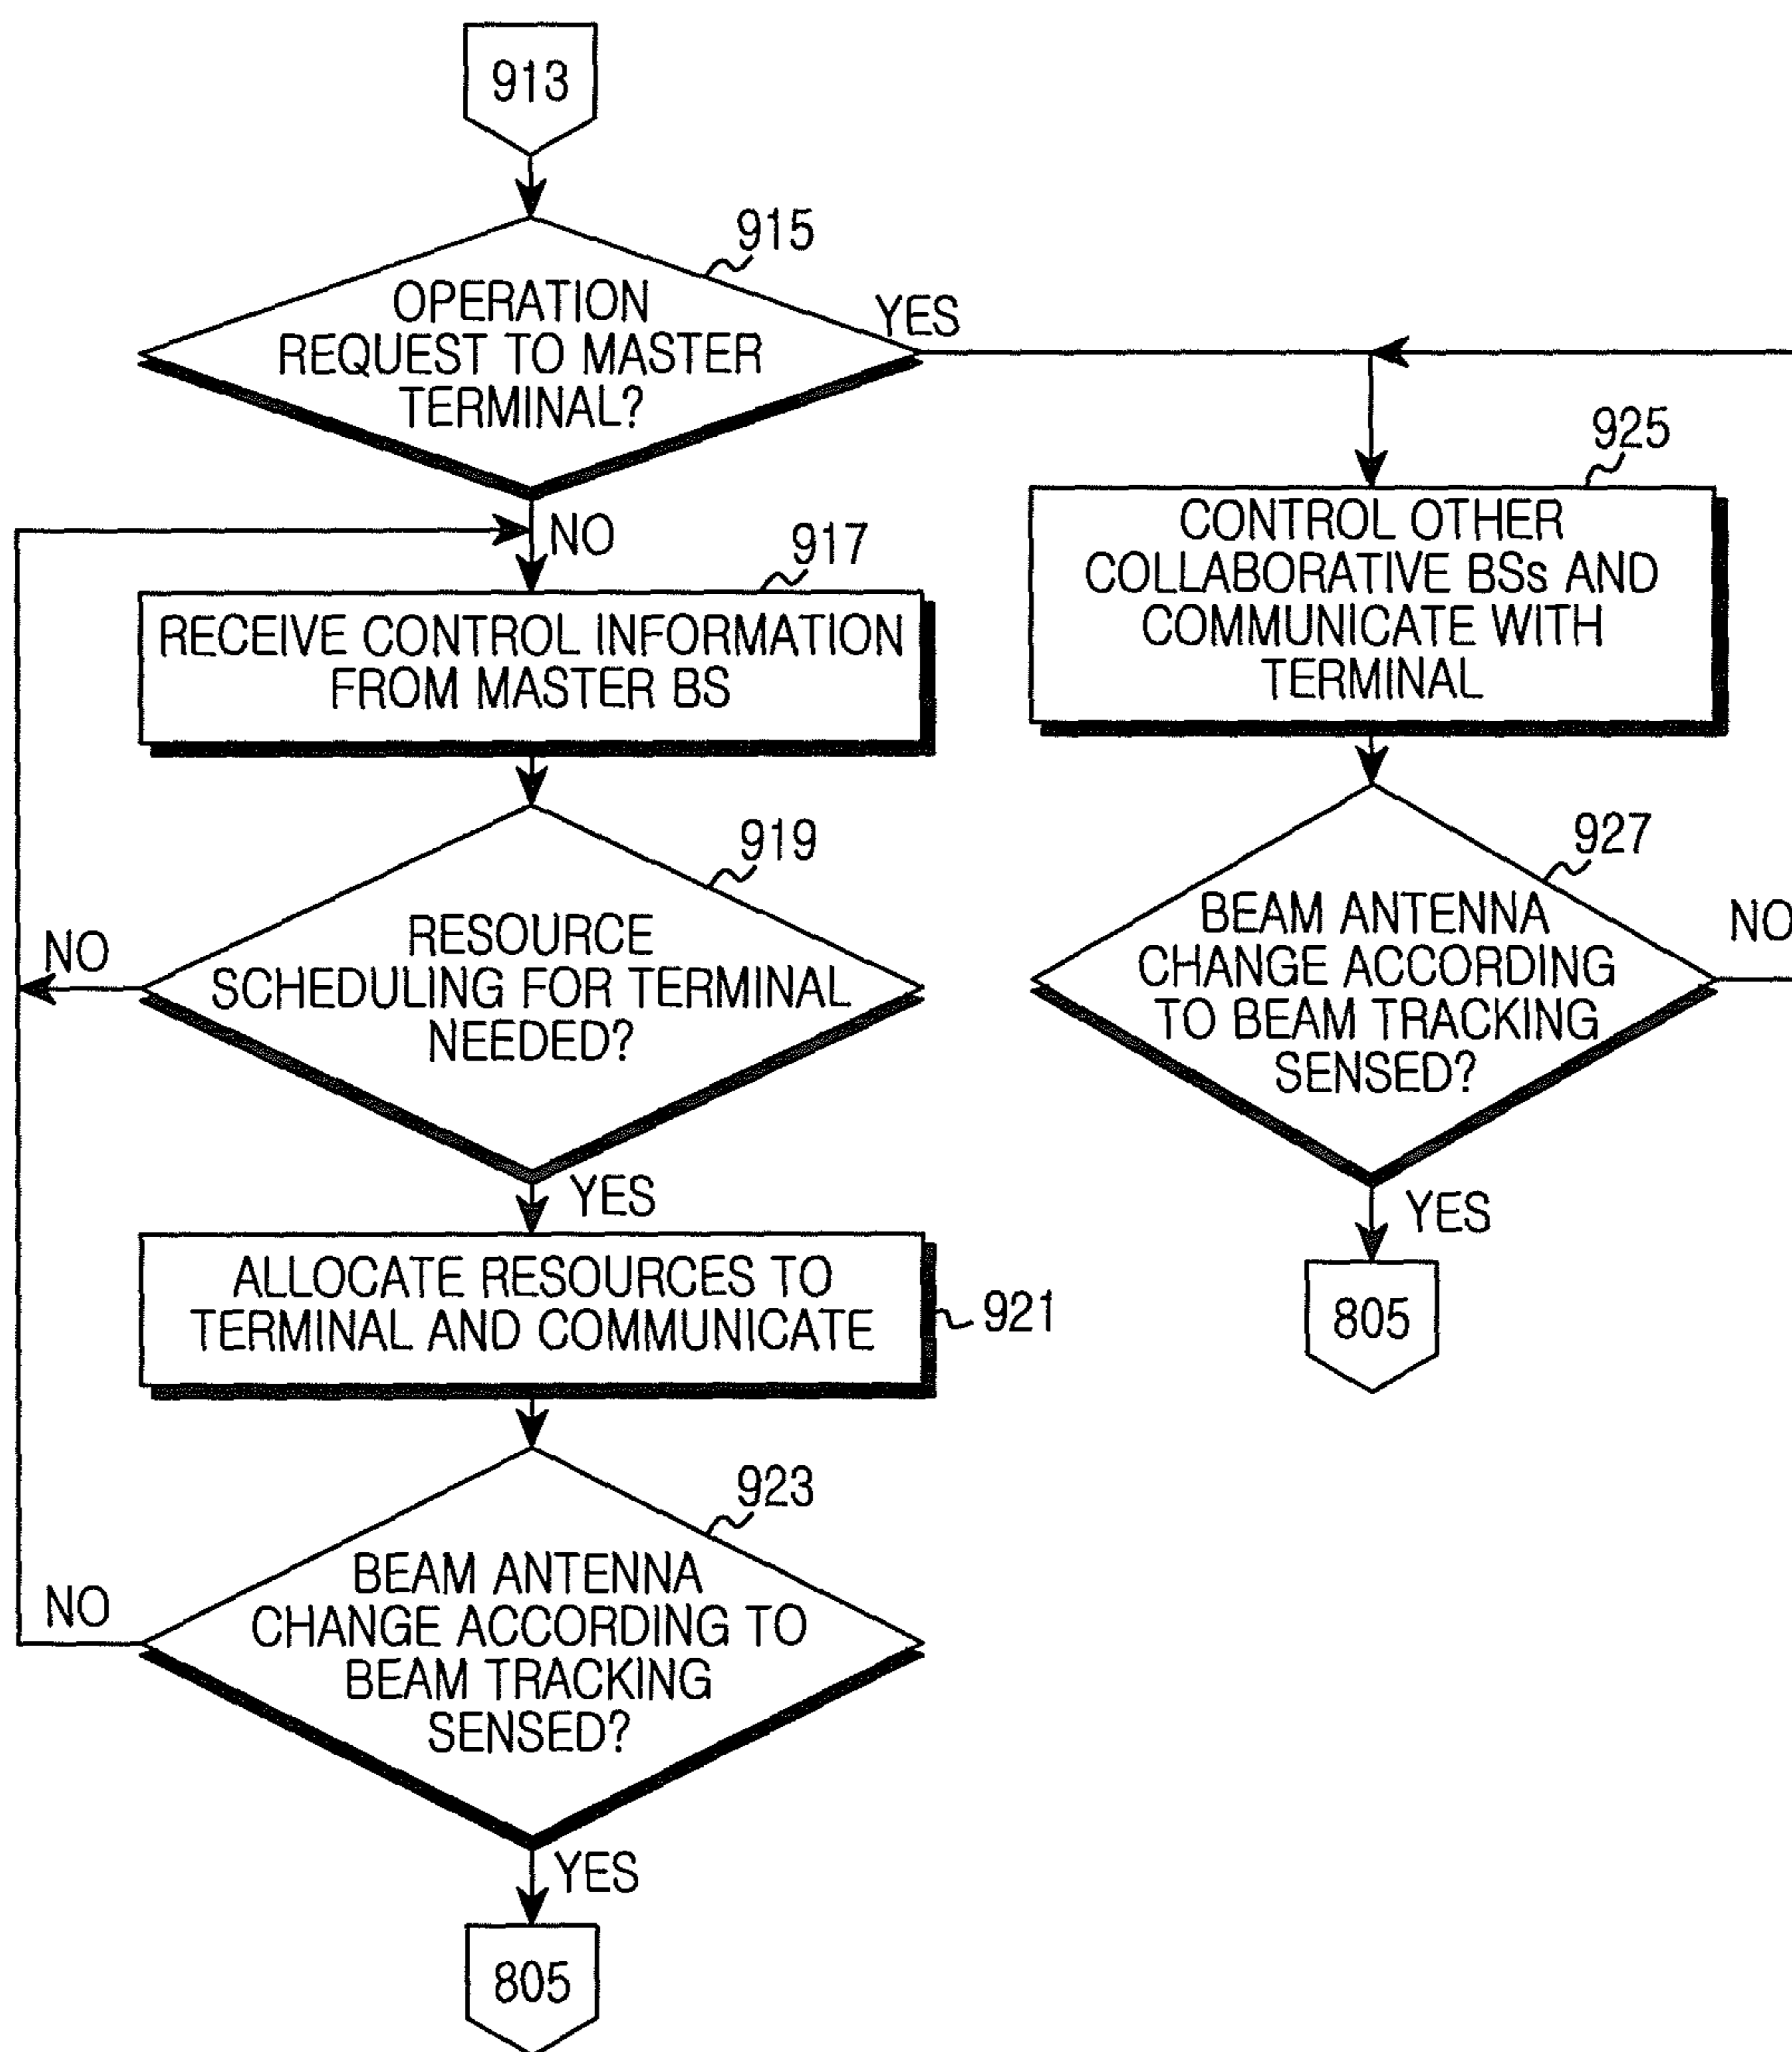 913
915
OPERATION
REQUEST TO MASTER
TERMINAL?
YES
NO
917
RECEIVE CONTROL INFORMATION
FROM MASTER BS
919
RESOURCE
SCHEDULING FOR TERMINAL
NEEDED?
NO
YES
ALLOCATE RESOURCES TO
TERMINAL AND COMMUNICATE
921
923
BEAM ANTENNA
CHANGE ACCORDING TO
BEAM TRACKING
SENSED?
NO
YES
805
925
CONTROL OTHER
COLLABORATIVE BSs AND
COMMUNICATE WITH
TERMINAL
927
BEAM ANTENNA
CHANGE ACCORDING
TO BEAM TRACKING
SENSED?
NO
YES
805